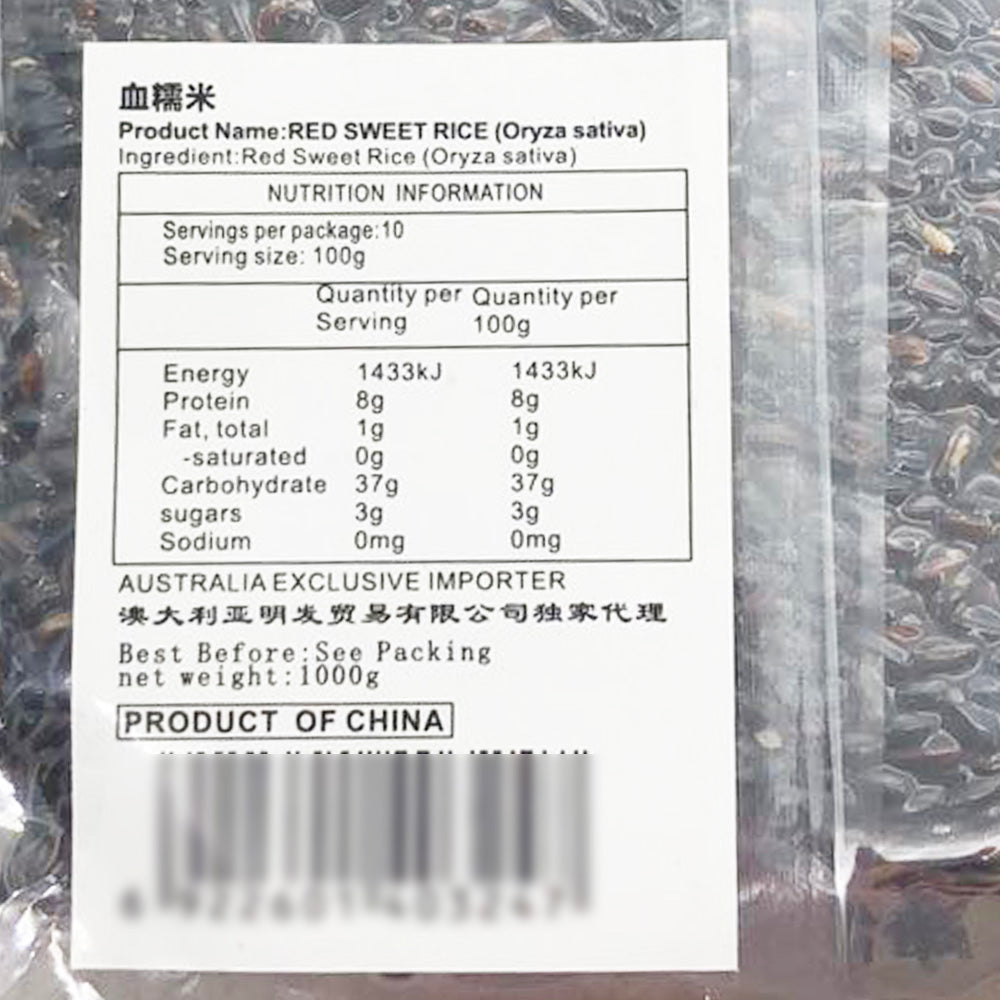 血糯米
Product Name:RED SWEET RICE (Oryza sativa)
Ingredient:Red Sweet Rice (Oryza sativa)
NUTRITION INFORMATION
Servings per package:10
Serving size: 100g
Quantity per Serving Quantity per 100g
Energy 1433kJ 1433kJ
Protein 8g 8g
Fat, total 1g 1g
-saturated 0g 0g
Carbohydrate 37g 37g
sugars 3g 3g
Sodium 0mg 0mg
AUSTRALIA EXCLUSIVE IMPORTER
澳大利亚明发贸易有限公司独家代理
Best Before:See Packing
net weight:1000g
PRODUCT OF CHINA